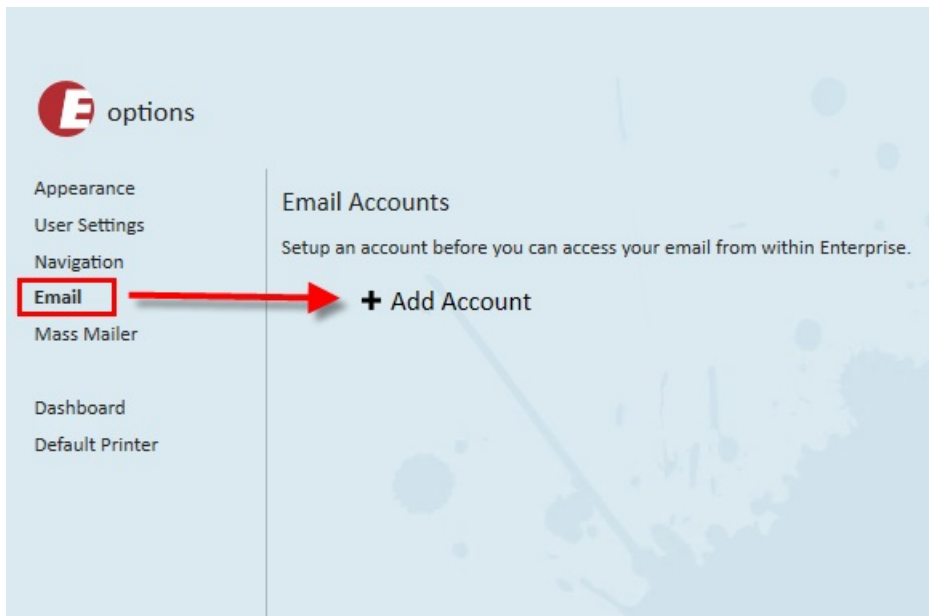 E options
Appearance
User Settings
Navigation
Email
Mass Mailer
Dashboard
Default Printer
Email Accounts
Setup an account before you can access your email from within Enterprise.
+ Add Account